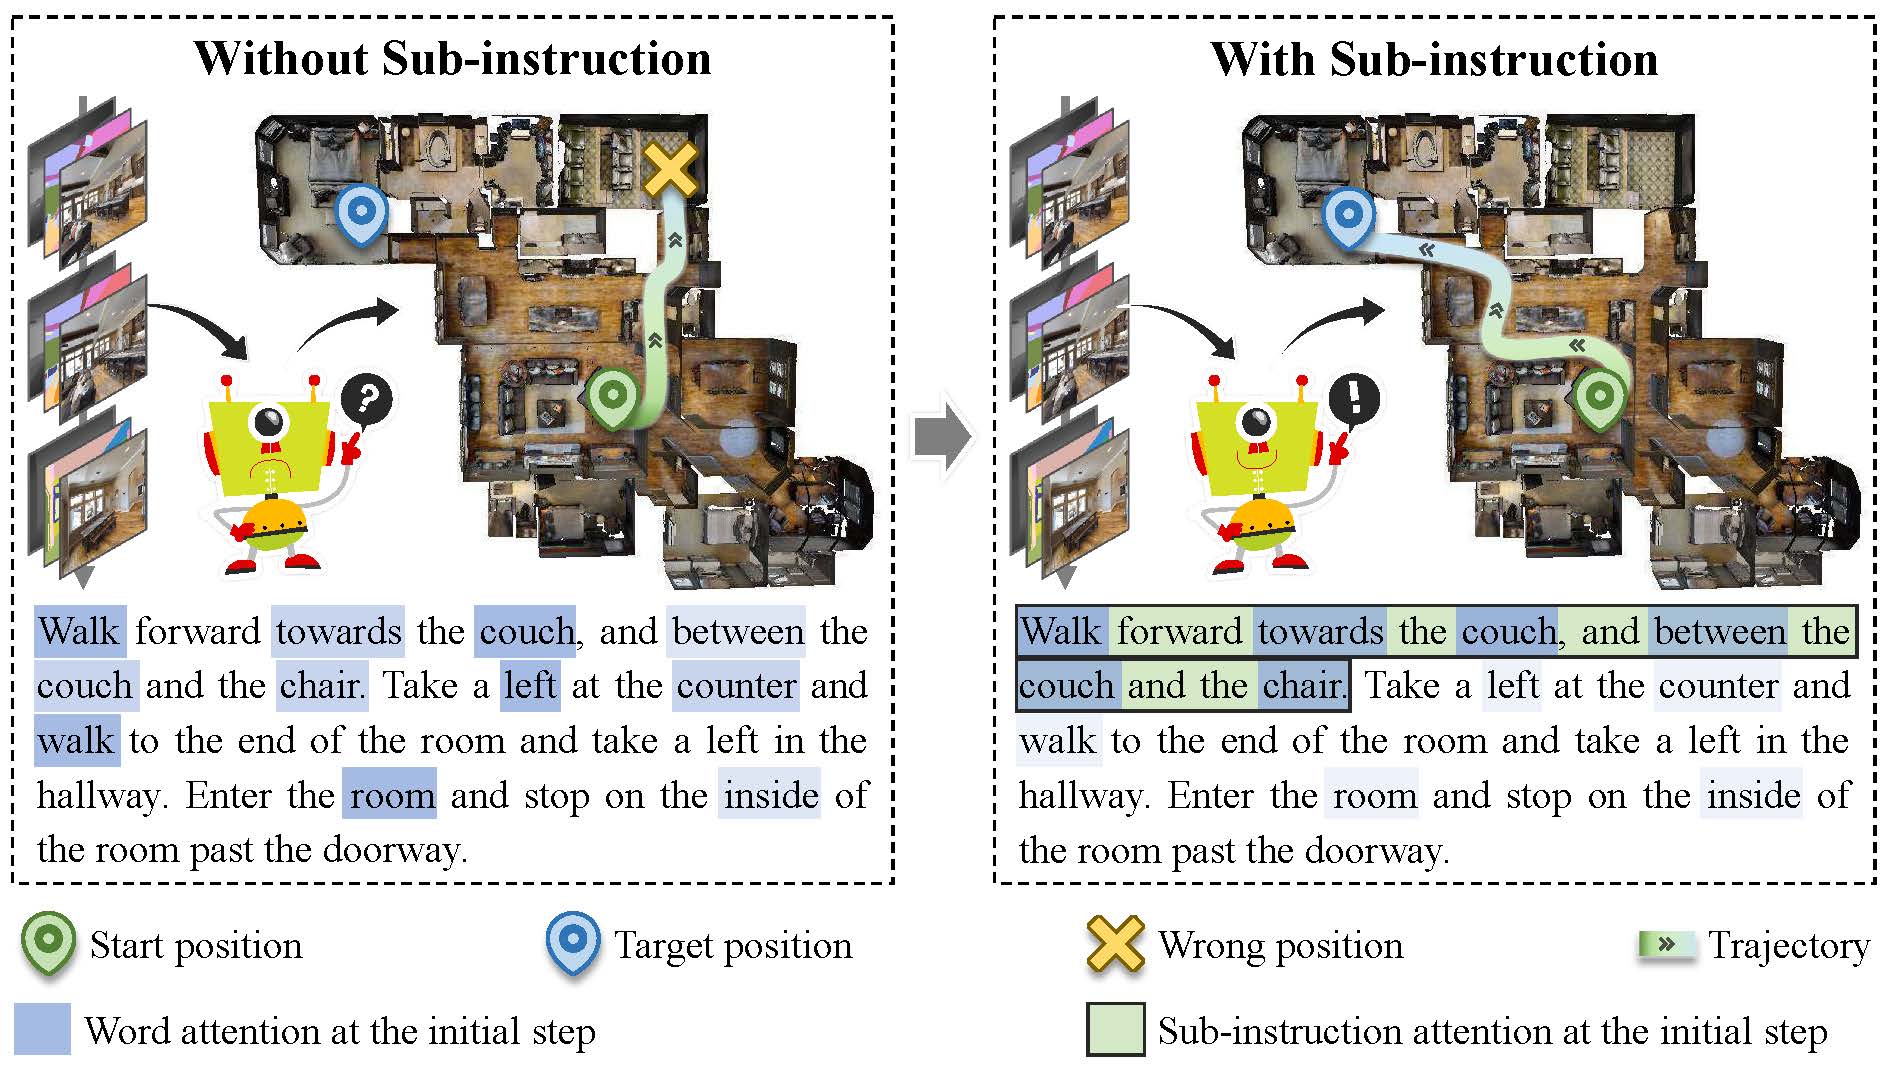 Without Sub-instruction
?
Walk forward towards the couch, and between the
couch and the chair. Take a left at the counter and
walk to the end of the room and take a left in the
hallway. Enter the room and stop on the inside of
the room past the doorway.
With Sub-instruction
!
Walk forward towards the couch, and between the
couch and the chair. Take a left at the counter and
walk to the end of the room and take a left in the
hallway. Enter the room and stop on the inside of
the room past the doorway.
Start position
Target position
Wrong position
Trajectory
Word attention at the initial step
Sub-instruction attention at the initial step